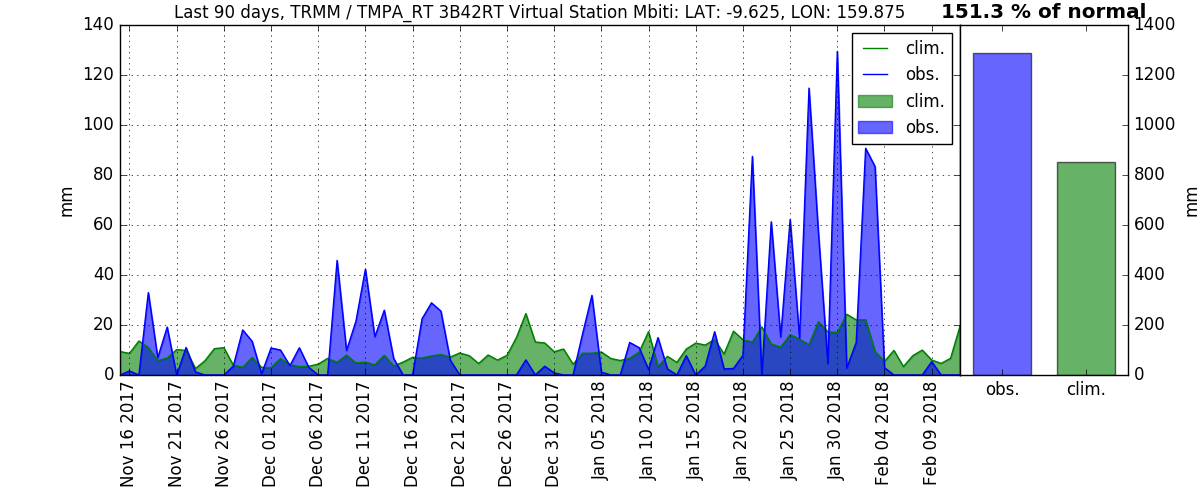 Last 90 days, TRMM / TMPA_RT 3B42RT Virtual Station Mbiti: LAT: -9.625, LON: 159.875
151.3 % of normal
mm
140
120
100
80
60
40
20
0
clim.
obs.
clim.
obs.
1400
1200
1000
800
600
400
200
0
mm
Nov 16 2017
Nov 21 2017
Nov 26 2017
Dec 01 2017
Dec 06 2017
Dec 11 2017
Dec 16 2017
Dec 21 2017
Dec 26 2017
Dec 31 2017
Jan 05 2018
Jan 10 2018
Jan 15 2018
Jan 20 2018
Jan 25 2018
Jan 30 2018
Feb 04 2018
Feb 09 2018
obs.
clim.